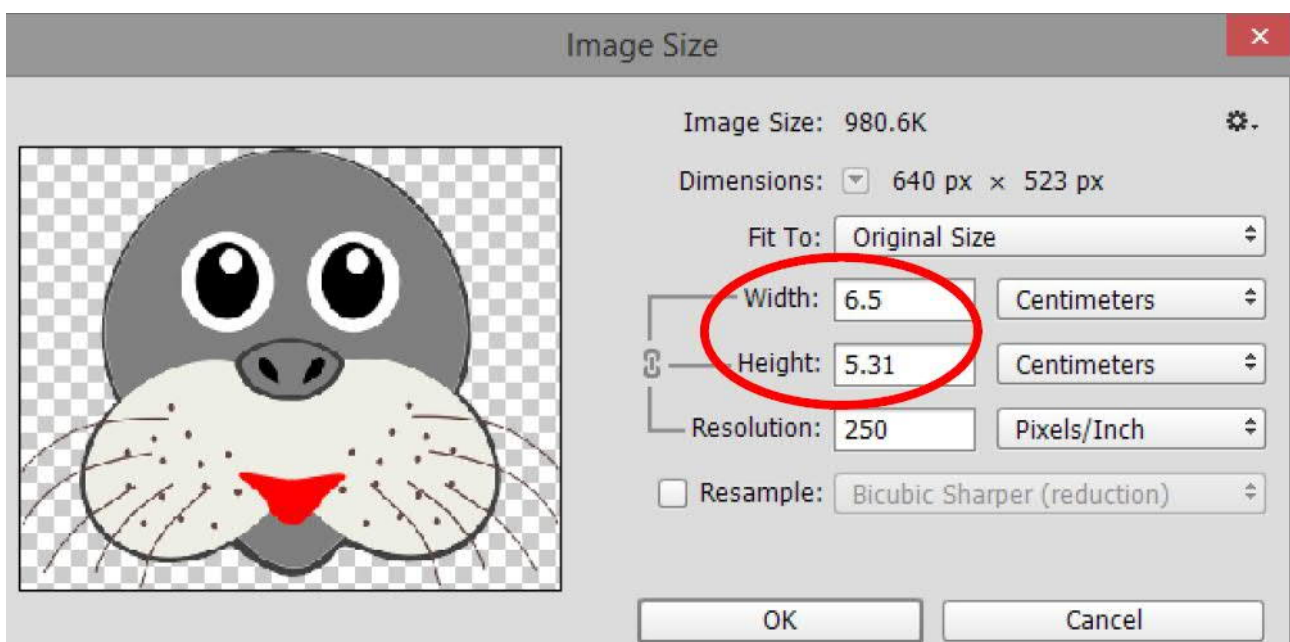 Image Size
Image Size: 980.6K
Dimensions: 640 px × 523 px
Fit To: Original Size
Width: 6.5 Centimeters
Height: 5.31 Centimeters
Resolution: 250 Pixels/Inch
Resample: Bicubic Sharper (reduction)
OK Cancel